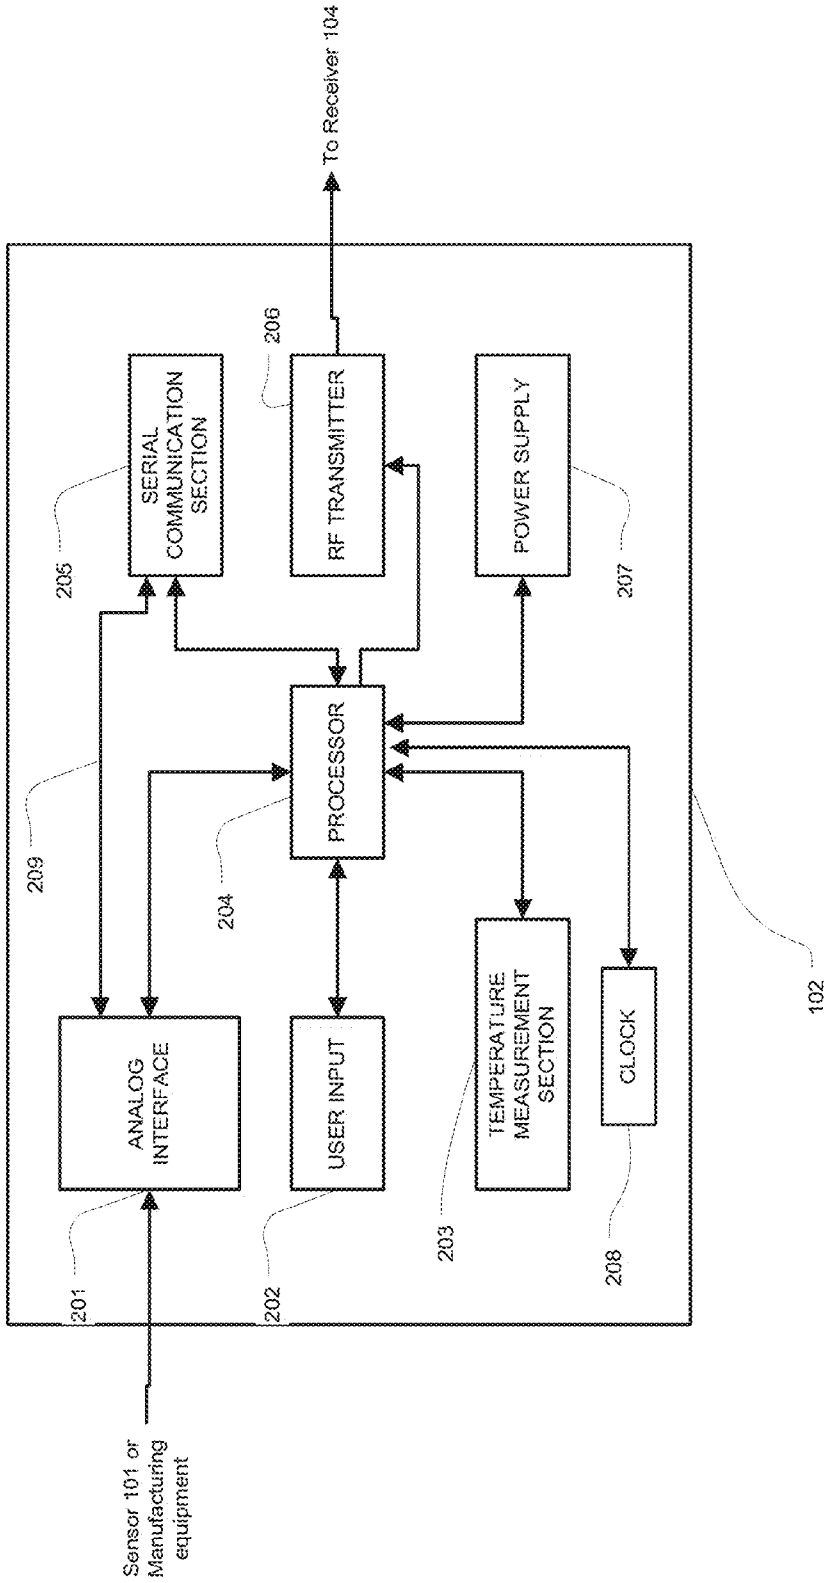 Sensor 101 or
Manufacturing
equipment
201
ANALOG
INTERFACE
209
205
SERIAL
COMMUNICATION
SECTION
202
USER INPUT
204
PROCESSOR
206
RF TRANSMITTER
To Receiver 104
203
TEMPERATURE
MEASUREMENT
SECTION
207
POWER SUPPLY
208
CLOCK
102